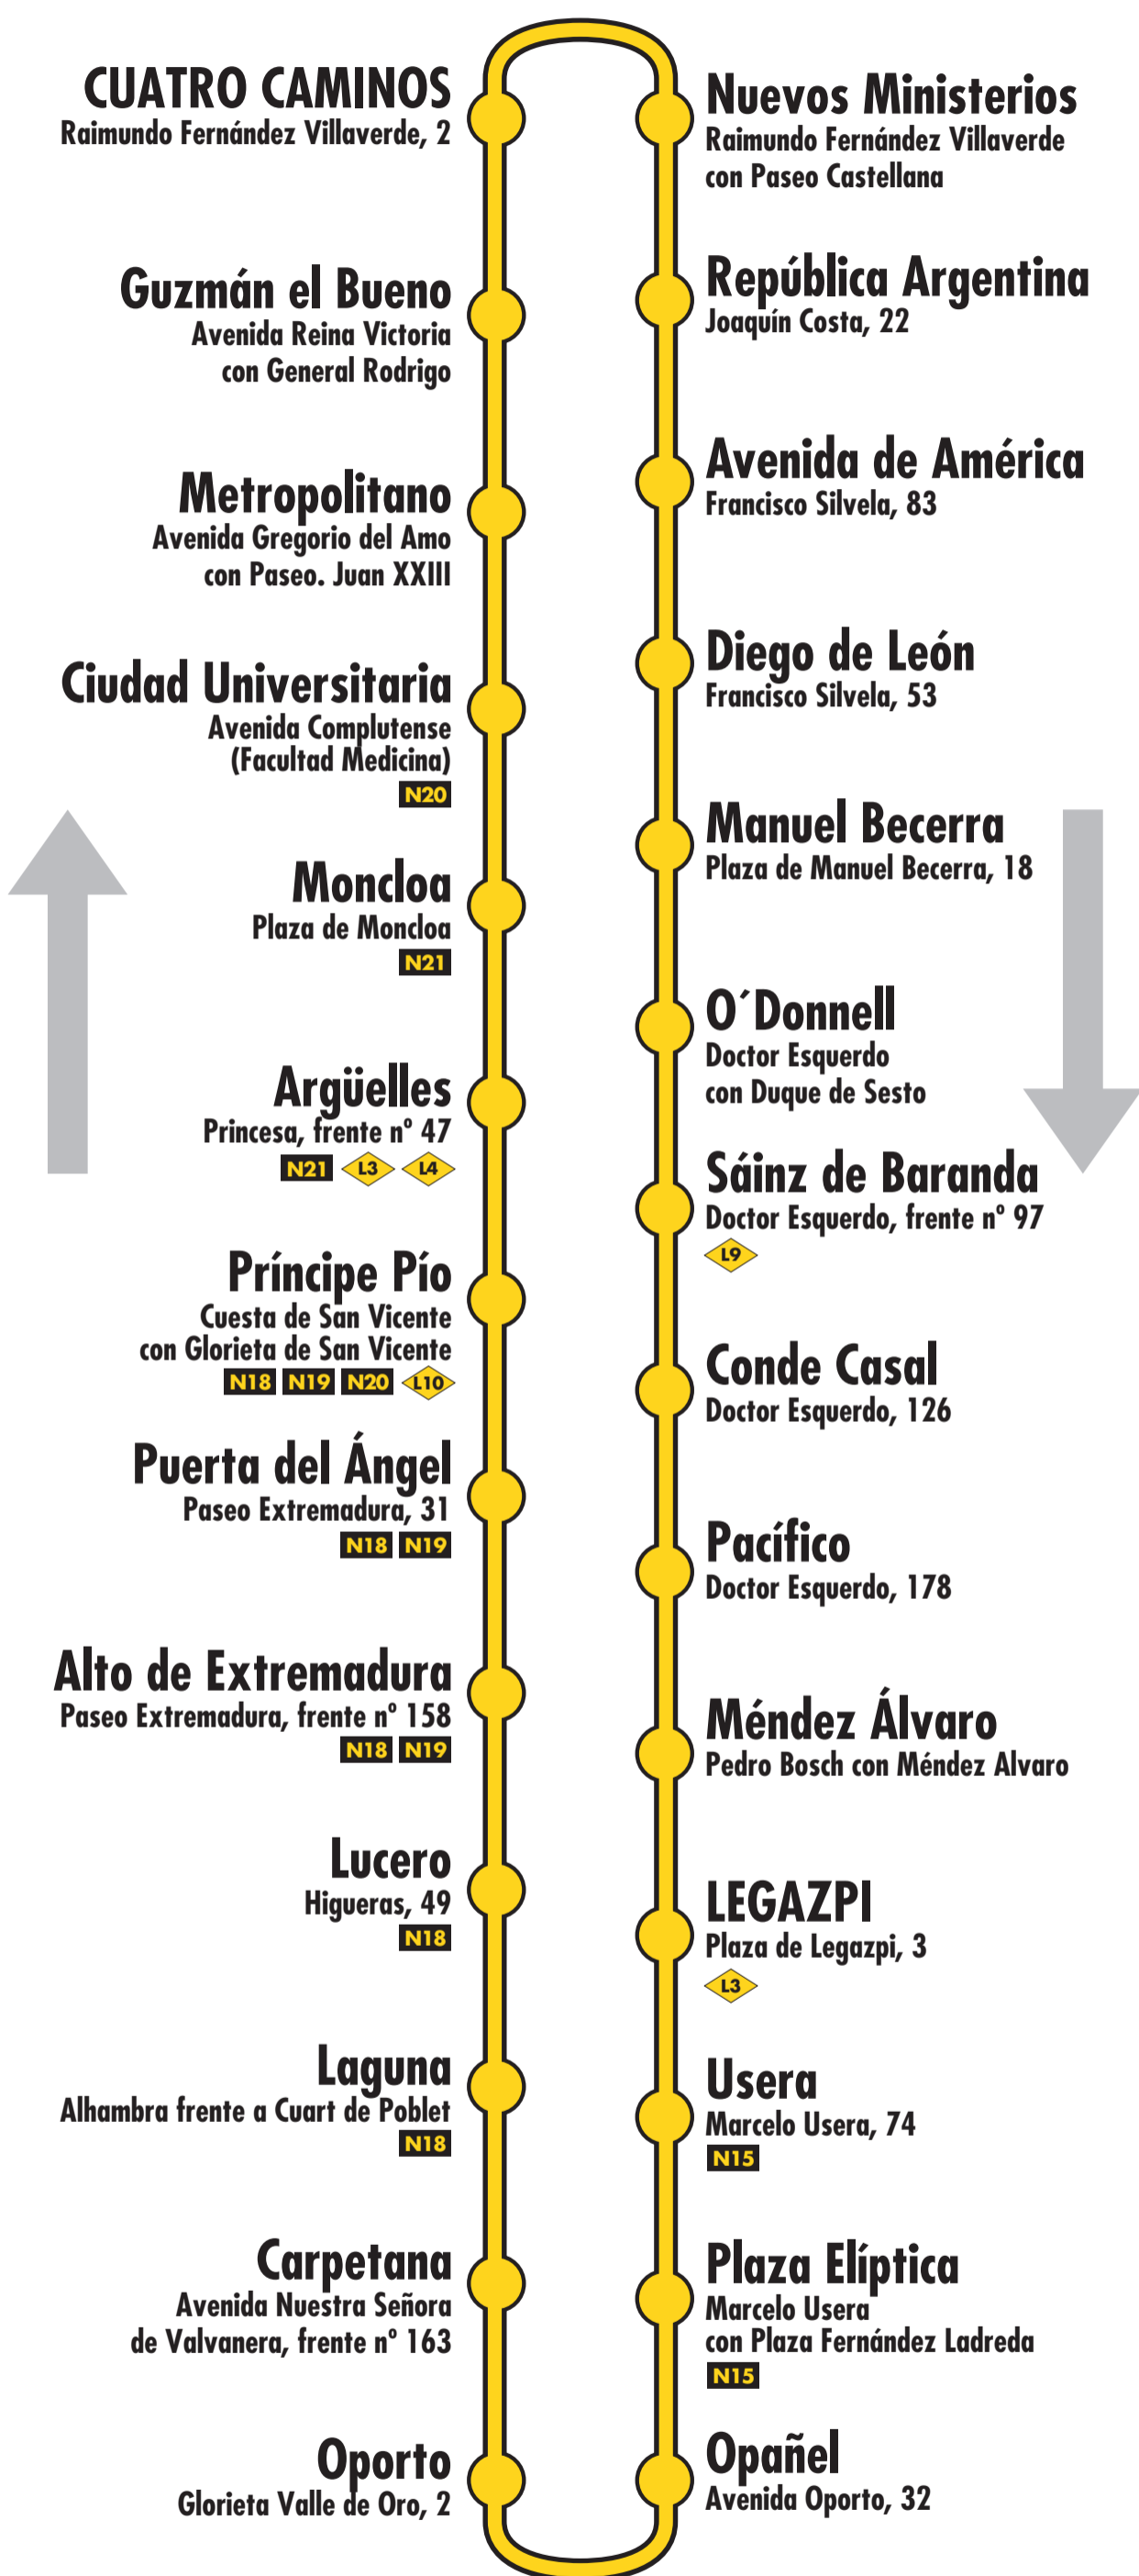 CUATRO CAMINOS
Raimundo Fernández Villaverde, 2
Guzmán el Bueno
Avenida Reina Victoria
con General Rodrigo
Metropolitano
Avenida Gregorio del Amo
con Paseo. Juan XXIII
Ciudad Universitaria
Avenida Complutense
(Facultad Medicina)
N20
Moncloa
Plaza de Moncloa
N21
Argüelles
Princesa, frente nº 47
N21 L3 L4
Príncipe Pío
Cuesta de San Vicente
con Glorieta de San Vicente
N18 N19 N20 L10
Puerta del Ángel
Paseo Extremadura, 31
N18 N19
Alto de Extremadura
Paseo Extremadura, frente nº 158
N18 N19
Lucero
Higueras, 49
N18
Laguna
Alhambra frente a Cuart de Poblet
N18
Carpetana
Avenida Nuestra Señora
de Valvanera, frente nº 163
Oporto
Glorieta Valle de Oro, 2
Nuevos Ministerios
Raimundo Fernández Villaverde
con Paseo Castellana
República Argentina
Joaquín Costa, 22
Avenida de América
Francisco Silvela, 83
Diego de León
Francisco Silvela, 53
Manuel Becerra
Plaza de Manuel Becerra, 18
O´Donnell
Doctor Esquerdo
con Duque de Sesto
Sáinz de Baranda
Doctor Esquerdo, frente nº 97
L9
Conde Casal
Doctor Esquerdo, 126
Pacífico
Doctor Esquerdo, 178
Méndez Álvaro
Pedro Bosch con Méndez Alvaro
LEGAZPI
Plaza de Legazpi, 3
L3
Usera
Marcelo Usera, 74
N15
Plaza Elíptica
Marcelo Usera
con Plaza Fernández Ladreda
N15
Opañel
Avenida Oporto, 32